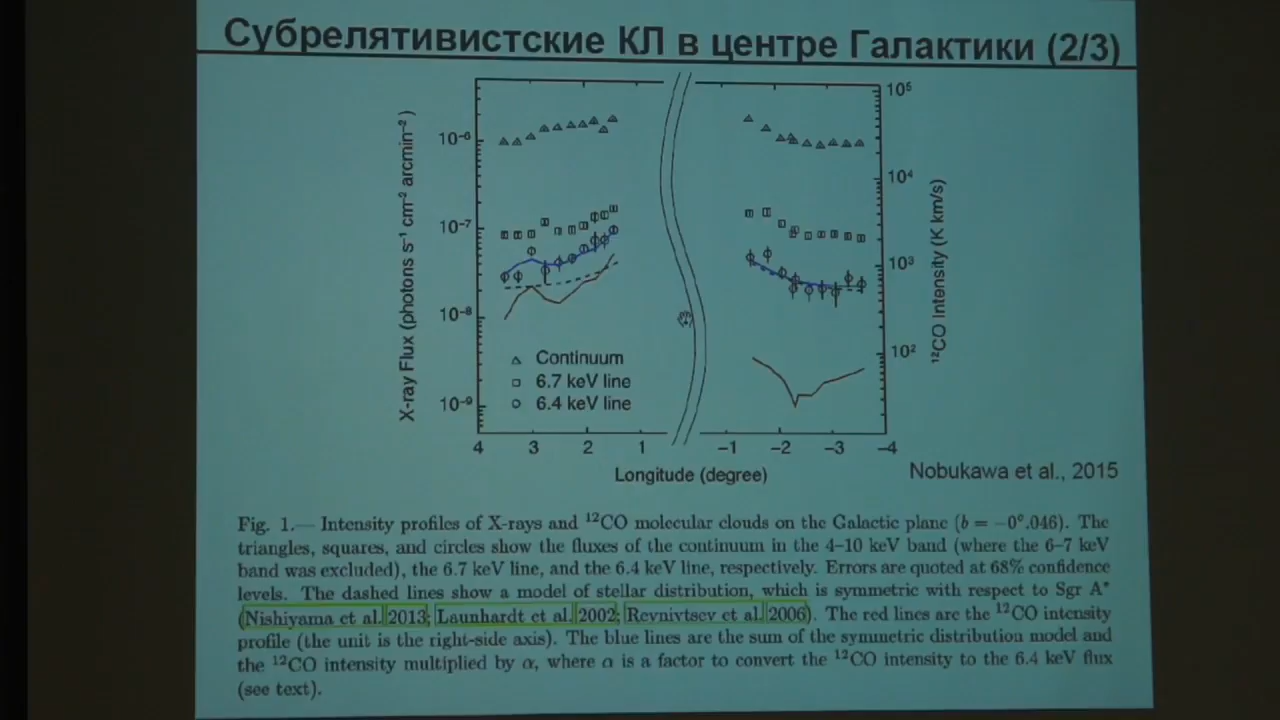 Субрелятивистские КЛ в центре Галактики (2/3)
X-ray Flux (photons s⁻¹ cm⁻² arcmin⁻²)
10⁻⁶
10⁻⁷
10⁻⁸
10⁻⁹
△ Continuum
□ 6.7 keV line
○ 6.4 keV line
4 3 2 1 −1 −2 −3 −4
Longitude (degree)
10⁵
10⁴
10³
10²
¹²CO Intensity (K km/s)
Nobukawa et al., 2015
Fig. 1.— Intensity profiles of X-rays and ¹²CO molecular clouds on the Galactic plane (b = −0°.046). The
triangles, squares, and circles show the fluxes of the continuum in the 4–10 keV band (where the 6–7 keV
band was excluded), the 6.7 keV line, and the 6.4 keV line, respectively. Errors are quoted at 68% confidence
levels. The dashed lines show a model of stellar distribution, which is symmetric with respect to Sgr A*
(Nishiyama et al. 2013; Launhardt et al. 2002; Revnivtsev et al. 2006). The red lines are the ¹²CO intensity
profile (the unit is the right-side axis). The blue lines are the sum of the symmetric distribution model and
the ¹²CO intensity multiplied by α, where α is a factor to convert the ¹²CO intensity to the 6.4 keV flux
(see text).